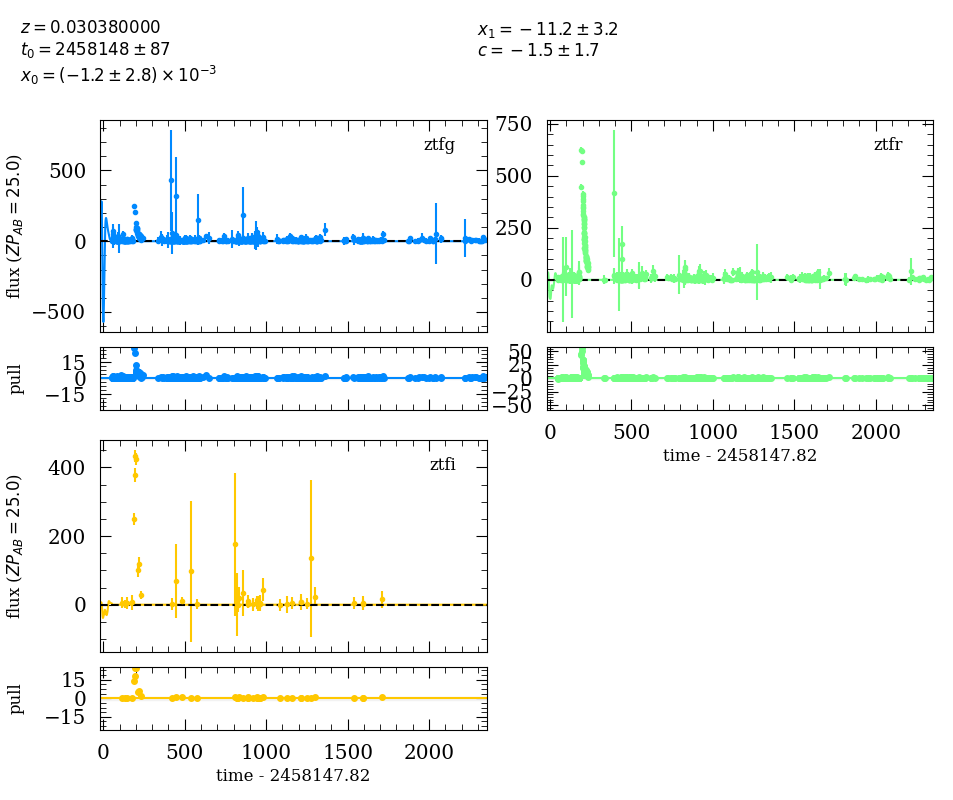 z = 0.030380000
t₀ = 2458148 ± 87
x₀ = (−1.2 ± 2.8) × 10⁻³
x₁ = −11.2 ± 3.2
c = −1.5 ± 1.7
ztfg
flux (ZP_AB = 25.0)
500
0
−500
pull
15
0
−15
ztfr
750
500
250
0
50
25
0
−25
−50
0 500 1000 1500 2000
time - 2458147.82
ztfi
flux (ZP_AB = 25.0)
400
200
0
pull
15
0
−15
0 500 1000 1500 2000
time - 2458147.82